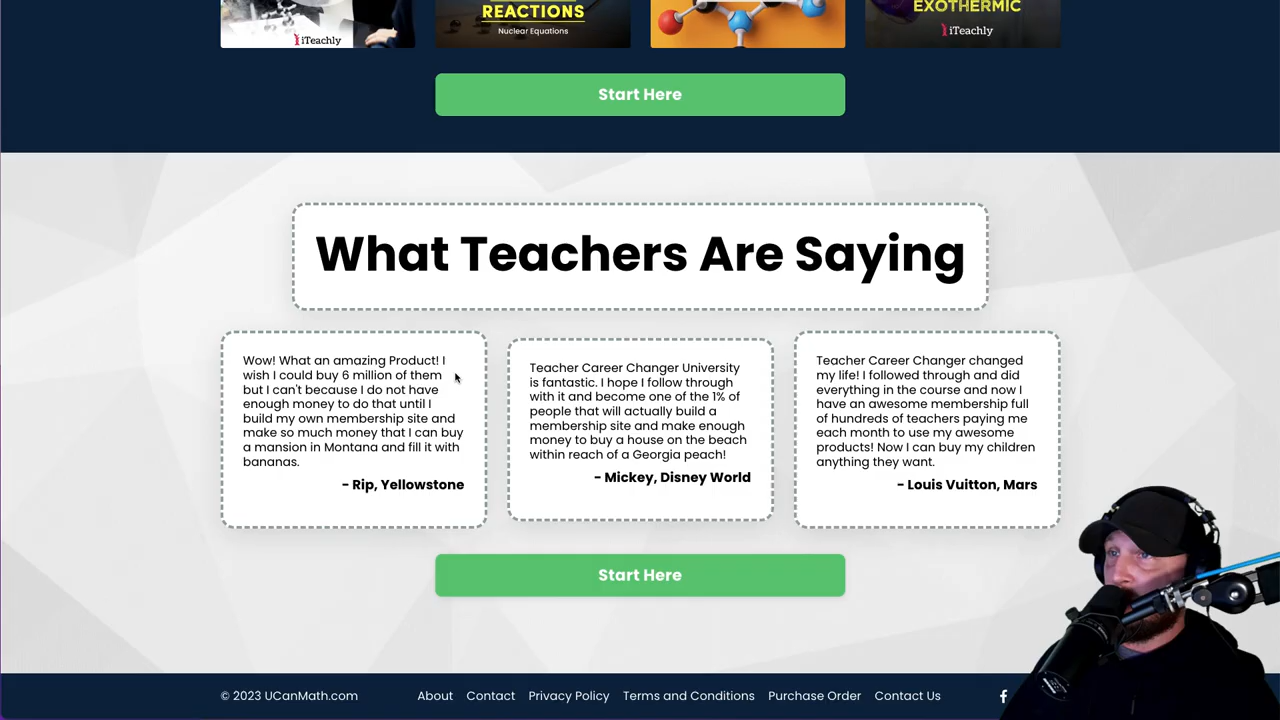 REACTIONS
Nuclear Equations
iTeachly
EXOTHERMIC
iTeachly
Start Here
What Teachers Are Saying
Wow! What an amazing Product! I
wish I could buy 6 million of them
but I can't because I do not have
enough money to do that until I
build my own membership site and
make so much money that I can buy
a mansion in Montana and fill it with
bananas.
- Rip, Yellowstone
Teacher Career Changer University
is fantastic. I hope I follow through
with it and become one of the 1% of
people that will actually build a
membership site and make enough
money to buy a house on the beach
within reach of a Georgia peach!
- Mickey, Disney World
Teacher Career Changer changed
my life! I followed through and did
everything in the course and now I
have an awesome membership full
of hundreds of teachers paying me
each month to use my awesome
products! Now I can buy my children
anything they want.
- Louis Vuitton, Mars
Start Here
© 2023 UCanMath.com About Contact Privacy Policy Terms and Conditions Purchase Order Contact Us